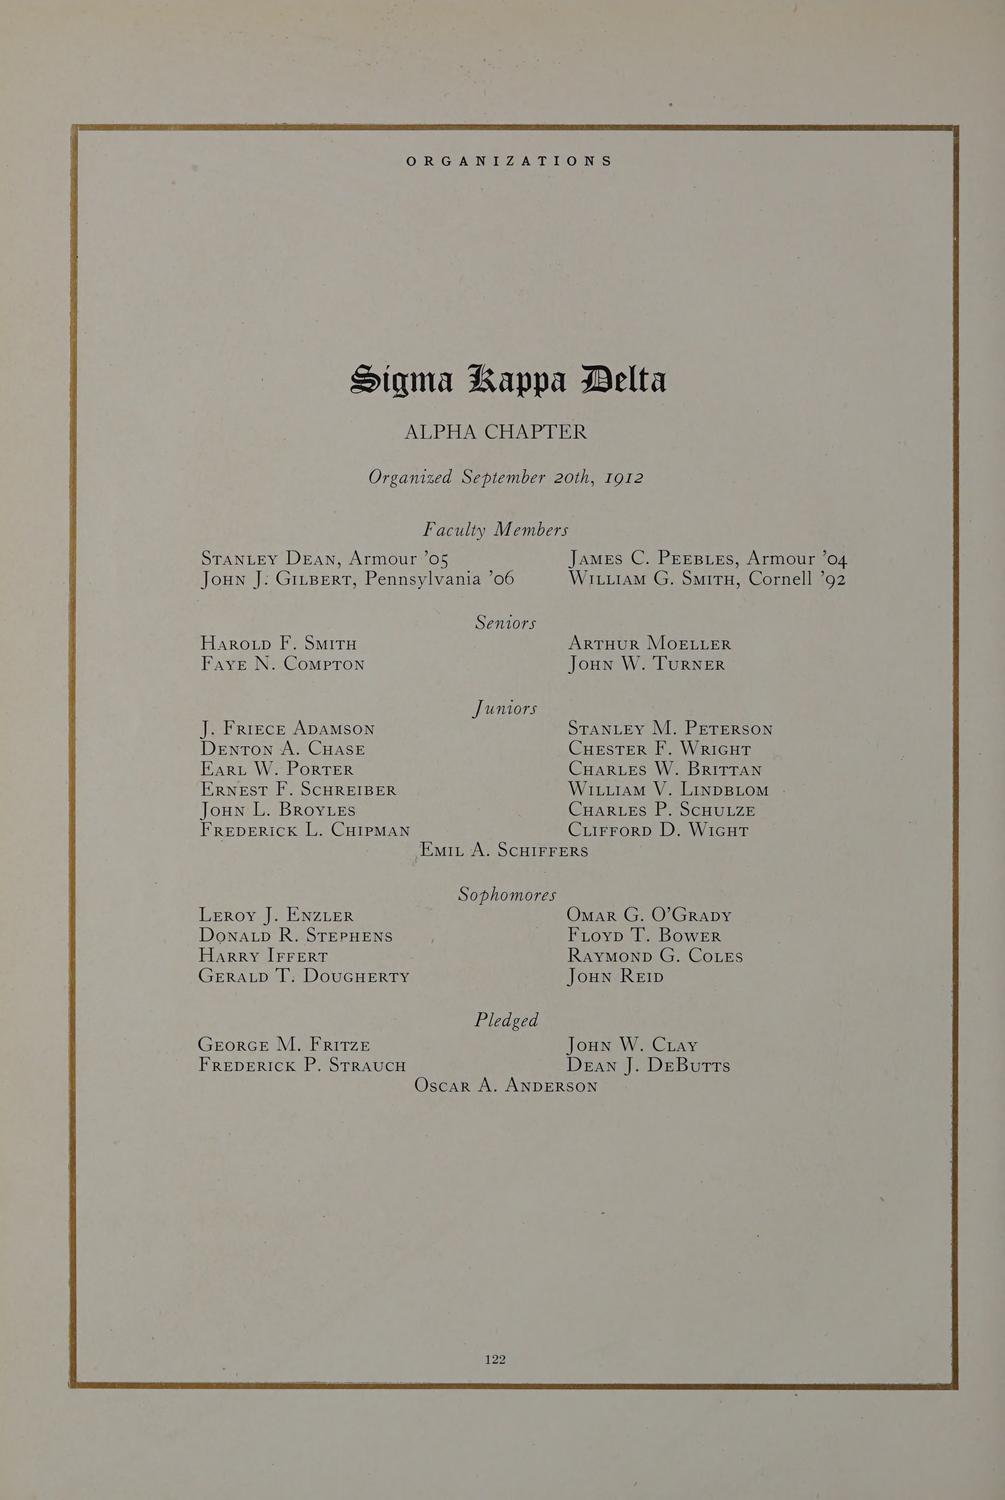 ORGANIZATIONS
Sigma Kappa Delta
ALPHA CHAPTER
Organized September 20th, 1912
Faculty Members
Stanley Dean, Armour ’05 James C. Peebles, Armour ’04
John J. Gilbert, Pennsylvania ’06 William G. Smith, Cornell ’92
Seniors
Harold F. Smith Arthur Moeller
Faye N. Compton John W. Turner
Juniors
J. Friece Adamson Stanley M. Peterson
Denton A. Chase Chester F. Wright
Earl W. Porter Charles W. Brittan
Ernest F. Schreiber William V. Lindblom
John L. Broyles Charles P. Schulze
Frederick L. Chipman Clifford D. Wight
Emil A. Schiffers
Sophomores
Leroy J. Enzler Omar G. O’Grady
Donald R. Stephens Floyd T. Bower
Harry Iffert Raymond G. Coles
Gerald T. Dougherty John Reid
Pledged
George M. Fritze John W. Clay
Frederick P. Strauch Dean J. DeButts
Oscar A. Anderson
122